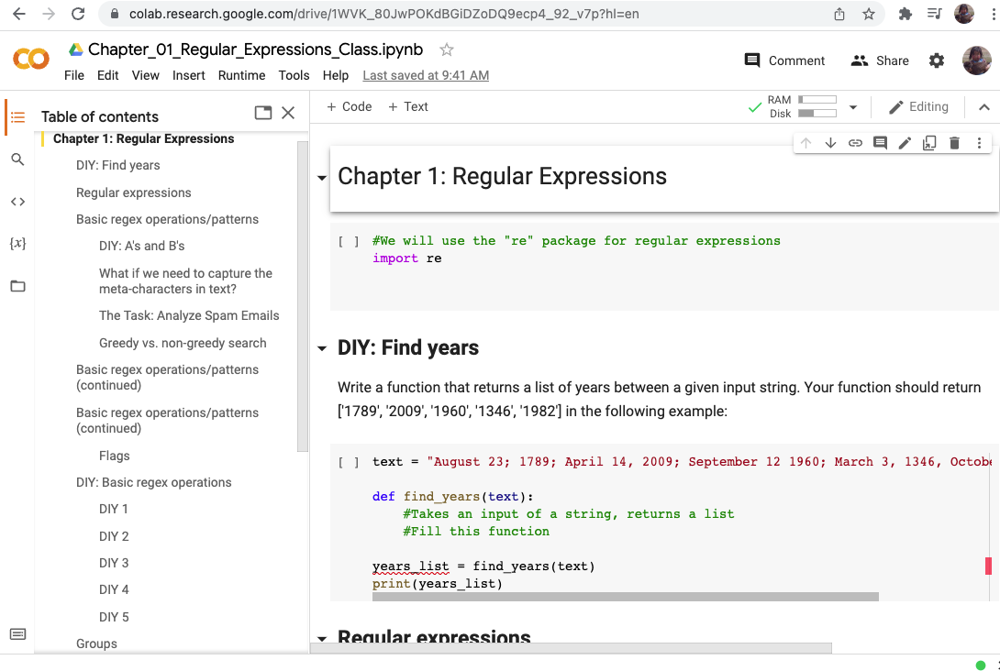 colab.research.google.com/drive/1WVK_80JwPOKdBGiDZoDQ9ecp4_92_v7p?hl=en
Chapter_01_Regular_Expressions_Class.ipynb
File Edit View Insert Runtime Tools Help Last saved at 9:41 AM
Comment Share
Table of contents
Chapter 1: Regular Expressions
DIY: Find years
Regular expressions
Basic regex operations/patterns
DIY: A's and B's
What if we need to capture the
meta-characters in text?
The Task: Analyze Spam Emails
Greedy vs. non-greedy search
Basic regex operations/patterns
(continued)
Basic regex operations/patterns
(continued)
Flags
DIY: Basic regex operations
DIY 1
DIY 2
DIY 3
DIY 4
DIY 5
Groups
+ Code + Text
RAM
Disk
Editing
Chapter 1: Regular Expressions
[ ] #We will use the "re" package for regular expressions
import re
DIY: Find years
Write a function that returns a list of years between a given input string. Your function should return
['1789', '2009', '1960', '1346', '1982'] in the following example:
[ ] text = "August 23; 1789; April 14, 2009; September 12 1960; March 3, 1346, Octobe
def find_years(text):
#Takes an input of a string, returns a list
#Fill this function
years_list = find_years(text)
print(years_list)
Regular expressions